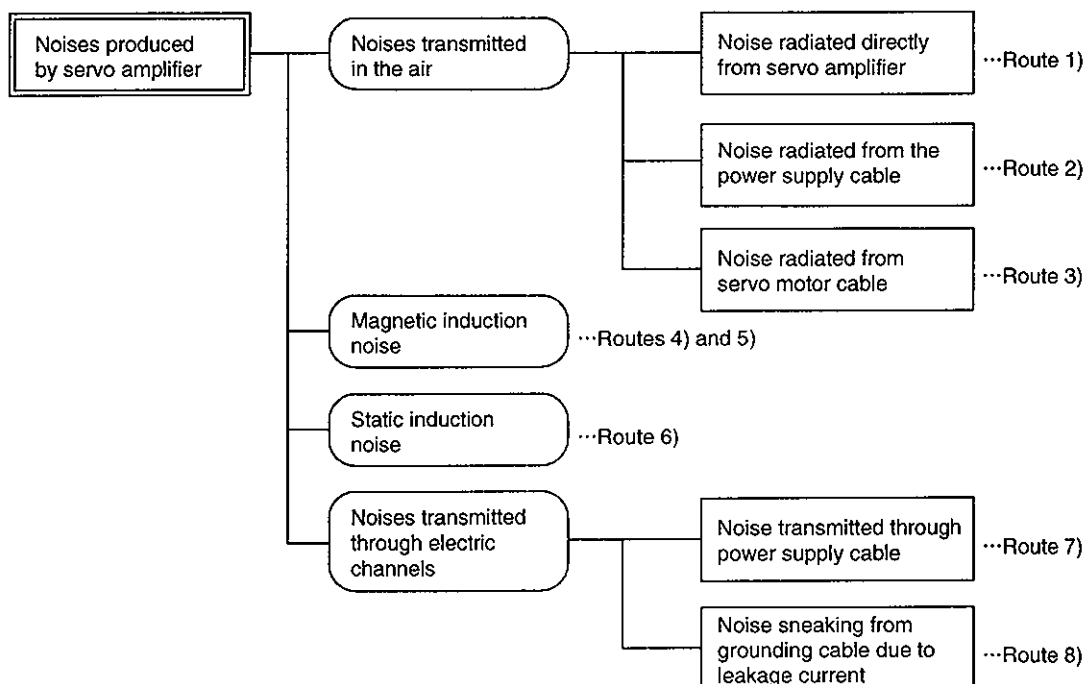 Noises produced
by servo amplifier
Noises transmitted
in the air
Noise radiated directly
from servo amplifier
···Route 1)
Noise radiated from the
power supply cable
···Route 2)
Noise radiated from
servo motor cable
···Route 3)
Magnetic induction
noise
···Routes 4) and 5)
Static induction
noise
···Route 6)
Noises transmitted
through electric
channels
Noise transmitted through
power supply cable
···Route 7)
Noise sneaking from
grounding cable due to
leakage current
···Route 8)